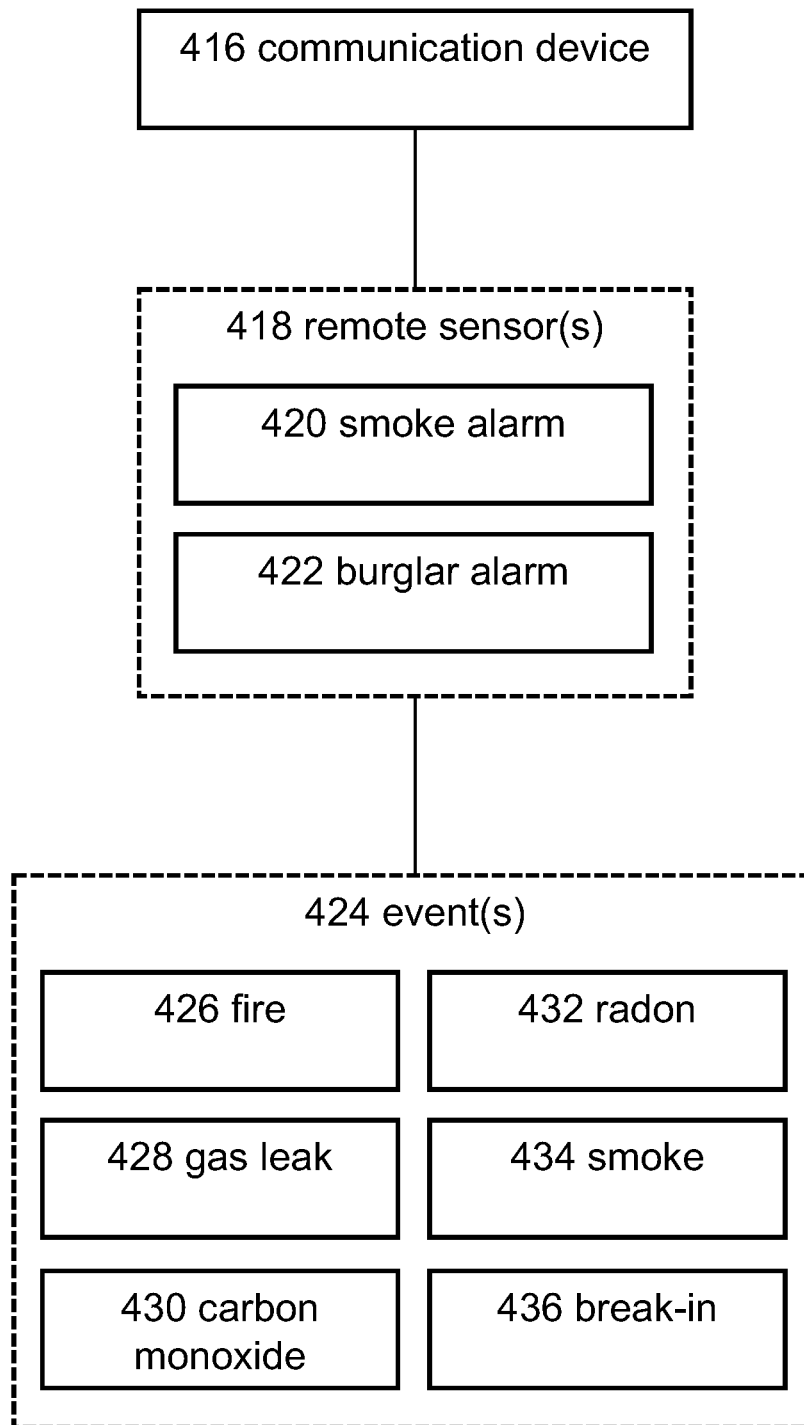 416 communication device
418 remote sensor(s)
420 smoke alarm
422 burglar alarm
424 event(s)
426 fire
432 radon
428 gas leak
434 smoke
430 carbon
monoxide
436 break-in